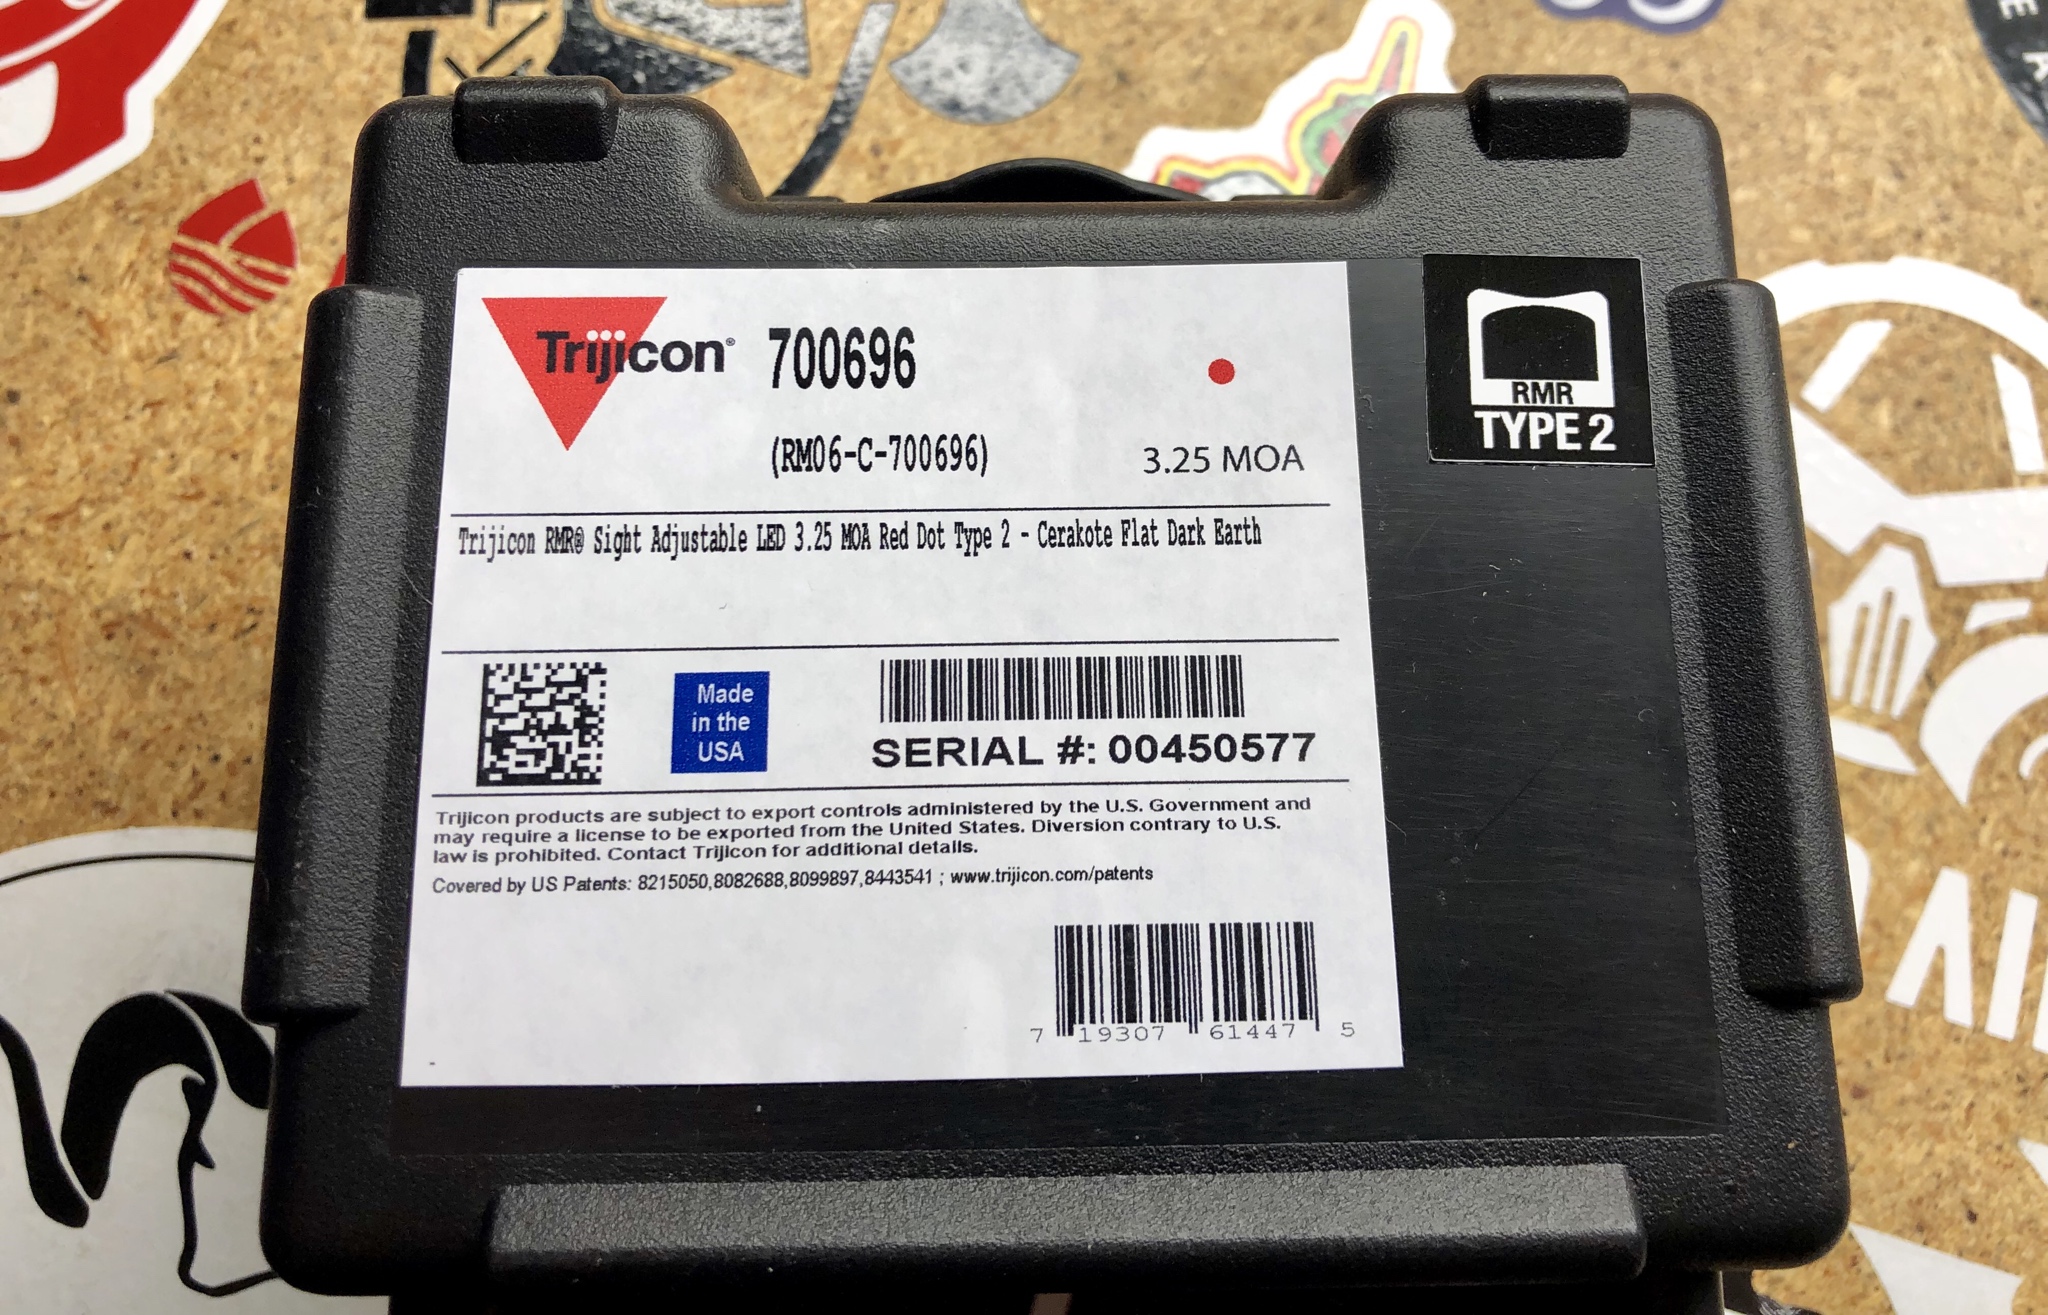 Trijicon®
700696
(RM06-C-700696)
3.25 MOA
RMR
TYPE 2
Trijicon RMR® Sight Adjustable LED 3.25 MOA Red Dot Type 2 - Cerakote Flat Dark Earth
Made
in the
USA
SERIAL #: 00450577
Trijicon products are subject to export controls administered by the U.S. Government and
may require a license to be exported from the United States. Diversion contrary to U.S.
law is prohibited. Contact Trijicon for additional details.
Covered by US Patents: 8215050,8082688,8099897,8443541 ; www.trijicon.com/patents
7 19307 61447 5